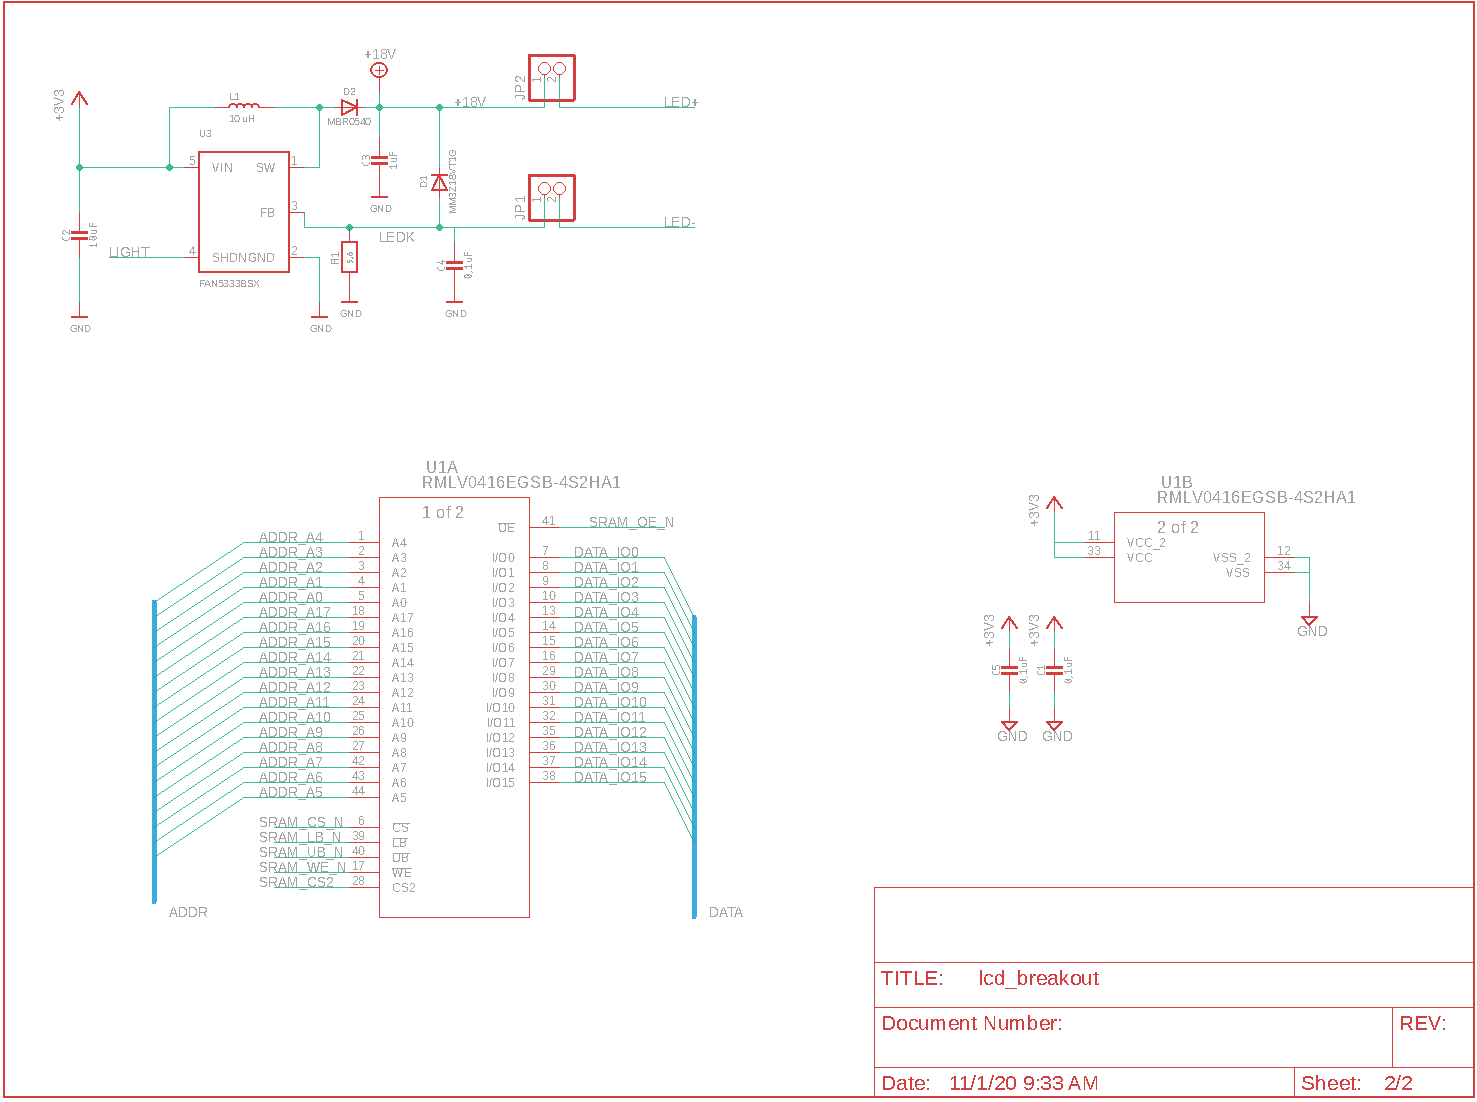 +18V
+3V3
L1
10 uH
U3
D2
MBR0540
+18V
JP2
1
2
LED+
C3
1uF
GND
D1
MM3Z18VT1G
JP1
1
2
LED-
5
VIN
SW
1
FB
3
LIGHT
4
SHDN
GND
2
FAN5333BSX
C2
10uF
GND
GND
LEDK
R1
5,6
GND
C4
0,1uF
GND
U1A
RMLV0416EGSB-4S2HA1
1 of 2
OE
41
SRAM_OE_N
ADDR_A4 1 A4
ADDR_A3 2 A3
ADDR_A2 3 A2
ADDR_A1 4 A1
ADDR_A0 5 A0
ADDR_A17 18 A17
ADDR_A16 19 A16
ADDR_A15 20 A15
ADDR_A14 21 A14
ADDR_A13 22 A13
ADDR_A12 23 A12
ADDR_A11 24 A11
ADDR_A10 25 A10
ADDR_A9 26 A9
ADDR_A8 27 A8
ADDR_A7 42 A7
ADDR_A6 43 A6
ADDR_A5 44 A5
SRAM_CS_N 6 CS
SRAM_LB_N 39 LB
SRAM_UB_N 40 UB
SRAM_WE_N 17 WE
SRAM_CS2 28 CS2
I/O0 7 DATA_IO0
I/O1 8 DATA_IO1
I/O2 9 DATA_IO2
I/O3 10 DATA_IO3
I/O4 13 DATA_IO4
I/O5 14 DATA_IO5
I/O6 15 DATA_IO6
I/O7 16 DATA_IO7
I/O8 29 DATA_IO8
I/O9 30 DATA_IO9
I/O10 31 DATA_IO10
I/O11 32 DATA_IO11
I/O12 35 DATA_IO12
I/O13 36 DATA_IO13
I/O14 37 DATA_IO14
I/O15 38 DATA_IO15
ADDR
DATA
U1B
RMLV0416EGSB-4S2HA1
+3V3
2 of 2
11 VCC_2
33 VCC
VSS_2 12
VSS 34
GND
+3V3
+3V3
C5
0,1uF
C1
0,1uF
GND
GND
TITLE: lcd_breakout
Document Number:
REV:
Date: 11/1/20 9:33 AM
Sheet: 2/2